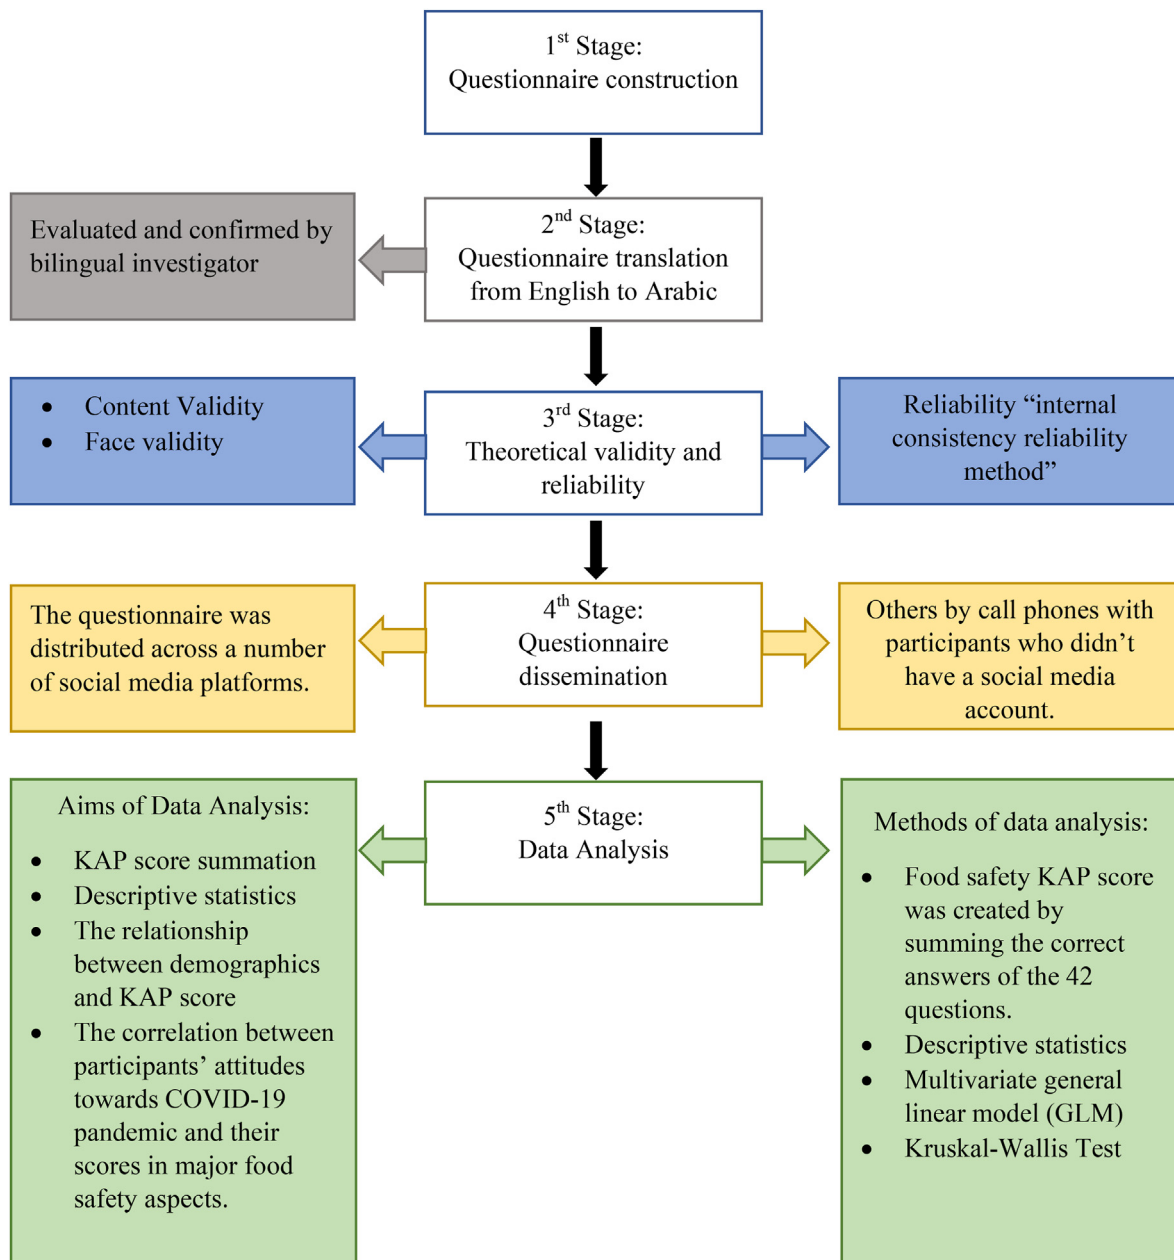 1st Stage:
Questionnaire construction
Evaluated and confirmed by
bilingual investigator
2nd Stage:
Questionnaire translation
from English to Arabic
• Content Validity
• Face validity
3rd Stage:
Theoretical validity and
reliability
Reliability “internal
consistency reliability
method”
The questionnaire was
distributed across a number
of social media platforms.
4th Stage:
Questionnaire
dissemination
Others by call phones with
participants who didn’t
have a social media
account.
Aims of Data Analysis:
• KAP score summation
• Descriptive statistics
• The relationship
between demographics
and KAP score
• The correlation between
participants’ attitudes
towards COVID-19
pandemic and their
scores in major food
safety aspects.
5th Stage:
Data Analysis
Methods of data analysis:
• Food safety KAP score
was created by
summing the correct
answers of the 42
questions.
• Descriptive statistics
• Multivariate general
linear model (GLM)
• Kruskal-Wallis Test